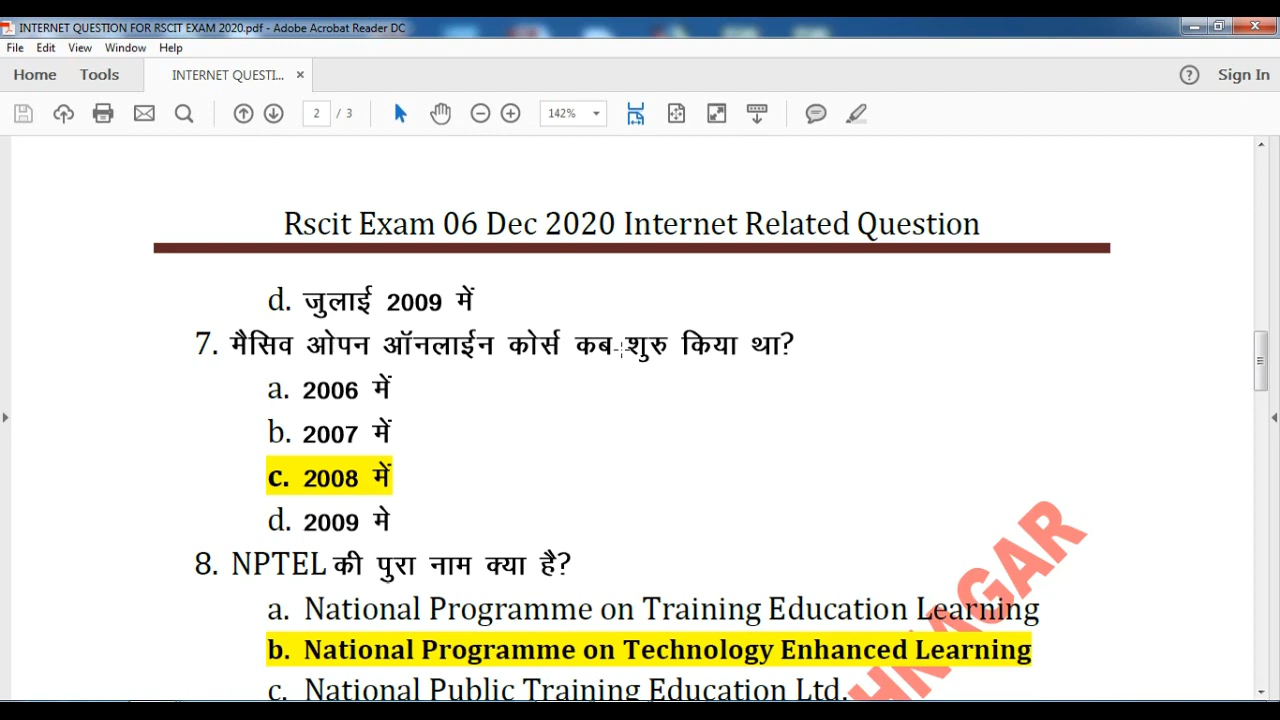 INTERNET QUESTION FOR RSCIT EXAM 2020.pdf - Adobe Acrobat Reader DC
File Edit View Window Help
Home Tools INTERNET QUESTI... × Sign In
2 / 3 142%
Rscit Exam 06 Dec 2020 Internet Related Question
d. जुलाई 2009 में
7. मैसिव ओपन ऑनलाईन कोर्स कब शुरु किया था?
a. 2006 में
b. 2007 में
c. 2008 में
d. 2009 मे
8. NPTEL की पुरा नाम क्या है?
a. National Programme on Training Education Learning
b. National Programme on Technology Enhanced Learning
c. National Public Training Education Ltd.